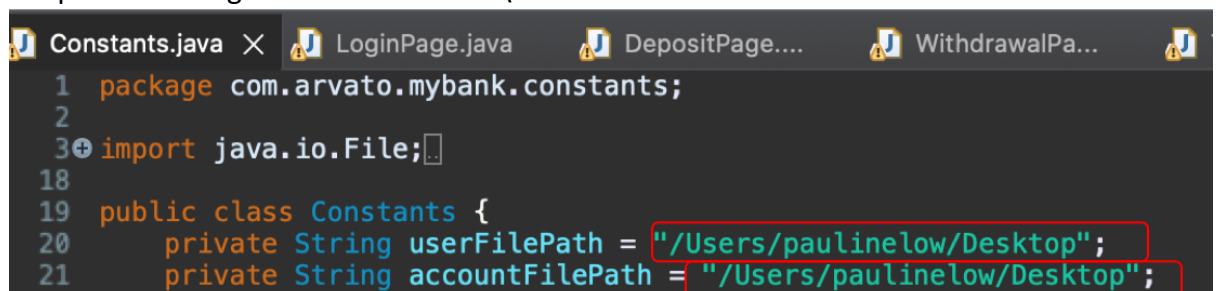 Constants.java LoginPage.java DepositPage.... WithdrawalPa...
1 package com.arvato.mybank.constants;
2
3 import java.io.File;
18
19 public class Constants {
20 private String userFilePath = "/Users/paulinelow/Desktop";
21 private String accountFilePath = "/Users/paulinelow/Desktop";